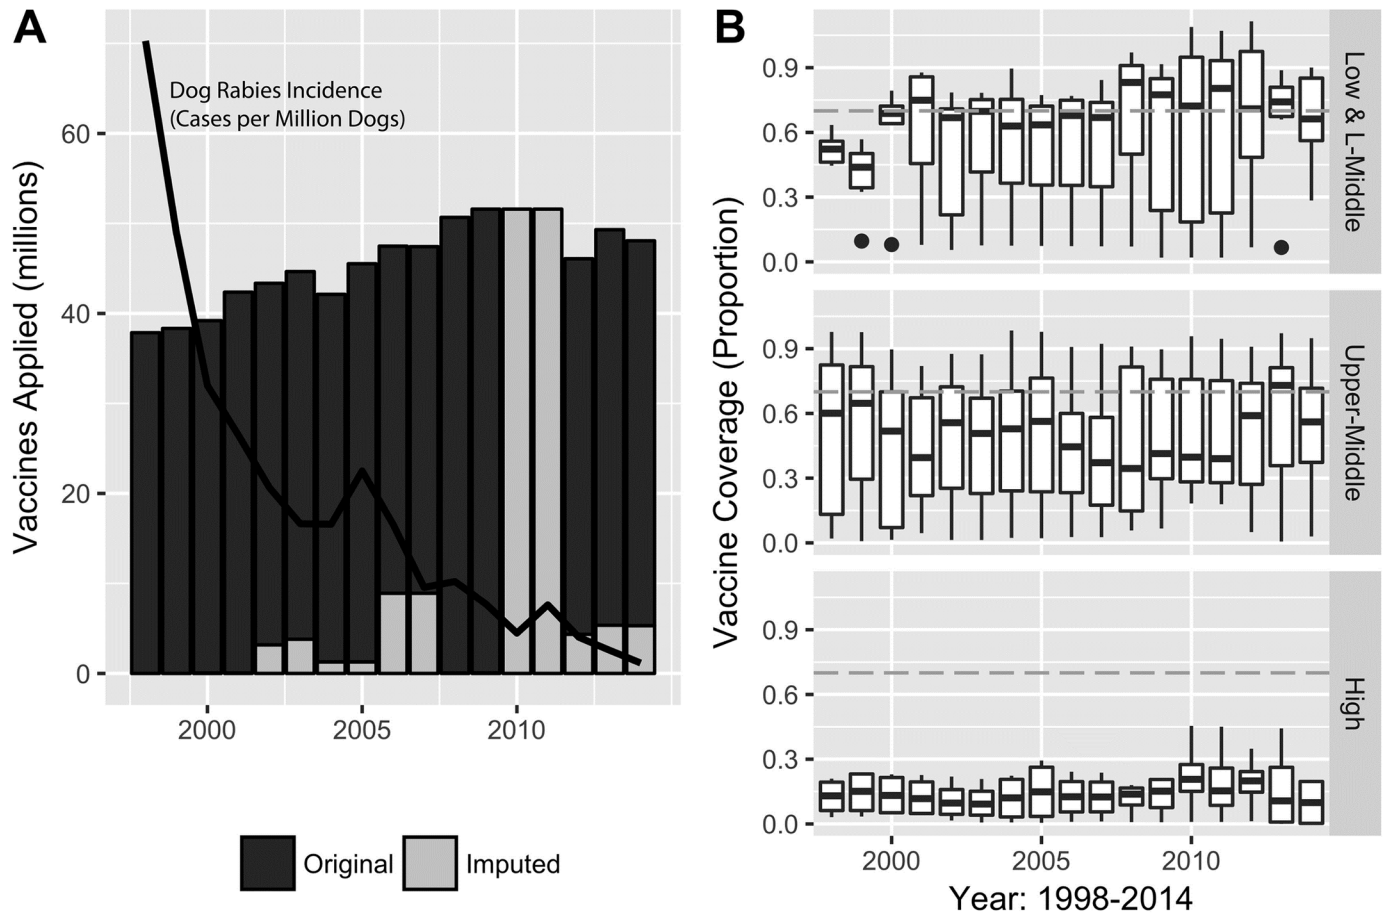 A
Dog Rabies Incidence
(Cases per Million Dogs)
Vaccines Applied (millions)
60
40
20
0
2000
2005
2010
Original
Imputed
B
Vaccine Coverage (Proportion)
0.9
0.6
0.3
0.0
Low & L-Middle
0.9
0.6
0.3
0.0
Upper-Middle
0.9
0.6
0.3
0.0
High
2000
2005
2010
Year: 1998-2014